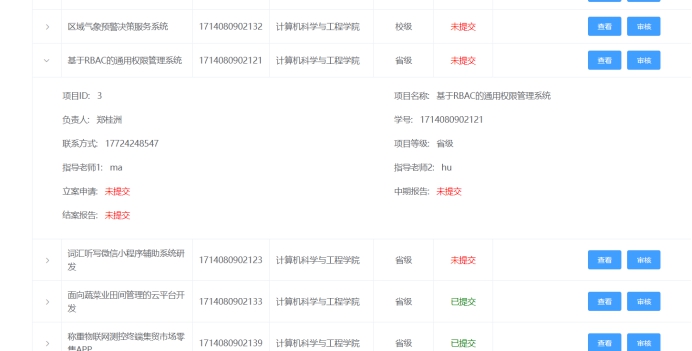 区域气象预警决策服务系统 1714080902132 计算机科学与工程学院 校级 未提交 查看 审核
基于RBAC的通用权限管理系统 1714080902121 计算机科学与工程学院 省级 未提交 查看 审核
项目ID: 3 项目名称: 基于RBAC的通用权限管理系统
负责人: 郑桂洲 学号: 1714080902121
联系方式: 17724248547 项目等级: 省级
指导老师1: ma 指导老师2: hu
立案申请: 未提交 中期报告: 未提交
结案报告: 未提交
词汇听写微信小程序辅助系统研
发 1714080902123 计算机科学与工程学院 省级 未提交 查看 审核
面向蔬菜业田间管理的云平台开
发 1714080902133 计算机科学与工程学院 省级 已提交 查看 审核
称重物联网测控终端集贸市场零
售APP 1714080902139 计算机科学与工程学院 省级 已提交 查看 审核